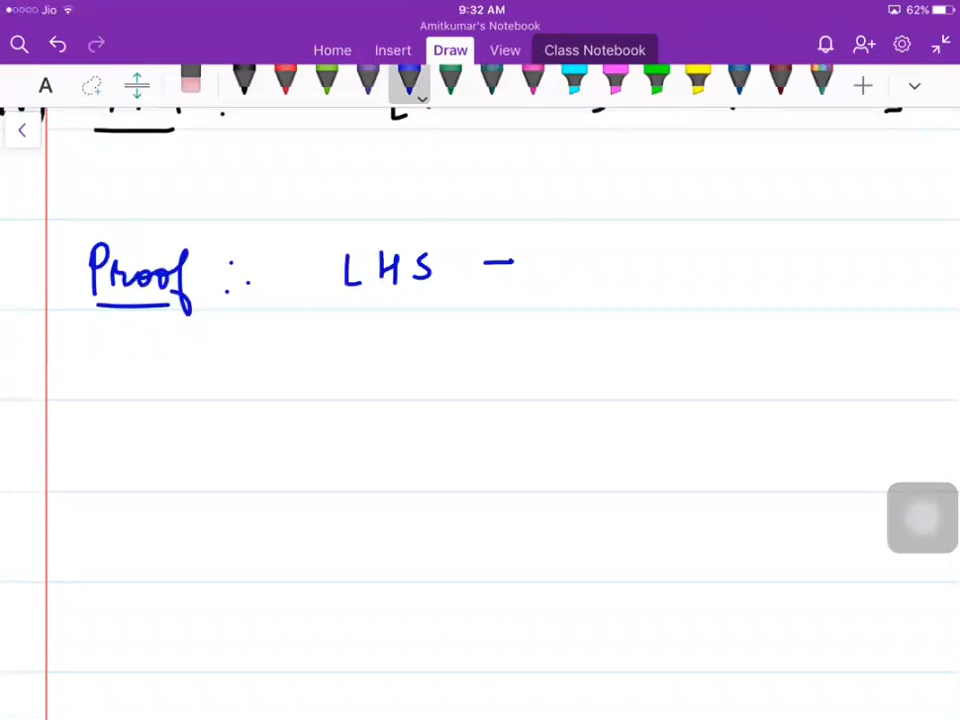 Jio 9:32 AM 62%
Amitkumar's Notebook
Home Insert Draw View Class Notebook
A
Proof :. LHS –